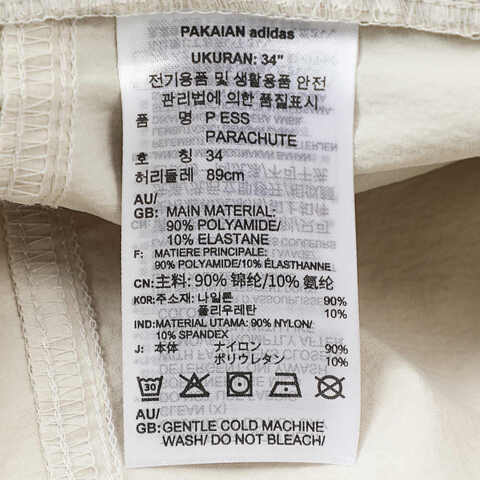 PAKAIAN adidas
UKURAN: 34"
전기용품 및 생활용품 안전
관리법에 의한 품질표시
품 명 P ESS
PARACHUTE
호 칭 34
허리둘레 89cm
AU/
GB: MAIN MATERIAL:
90% POLYAMIDE/
10% ELASTANE
F: MATIERE PRINCIPALE:
90% POLYAMIDE/10% ÉLASTHANNE
CN: 主料: 90% 锦纶/10% 氨纶
KOR: 주소재: 나일론 90%
폴리우레탄 10%
IND: MATERIAL UTAMA: 90% NYLON/
10% SPANDEX
J: 本体 ナイロン 90%
ポリウレタン 10%
30
AU/
GB: GENTLE COLD MACHINE
WASH/ DO NOT BLEACH/